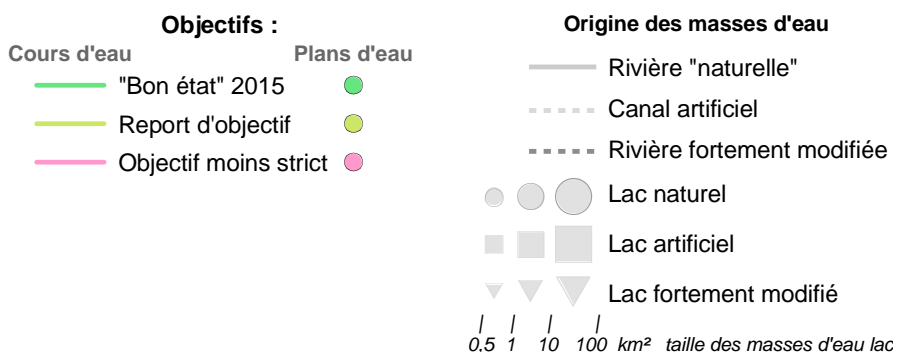 Objectifs :
Cours d'eau
Plans d'eau
"Bon état" 2015
Report d'objectif
Objectif moins strict
Origine des masses d'eau
Rivière "naturelle"
Canal artificiel
Rivière fortement modifiée
Lac naturel
Lac artificiel
Lac fortement modifié
0,5 1 10 100 km² taille des masses d'eau lac